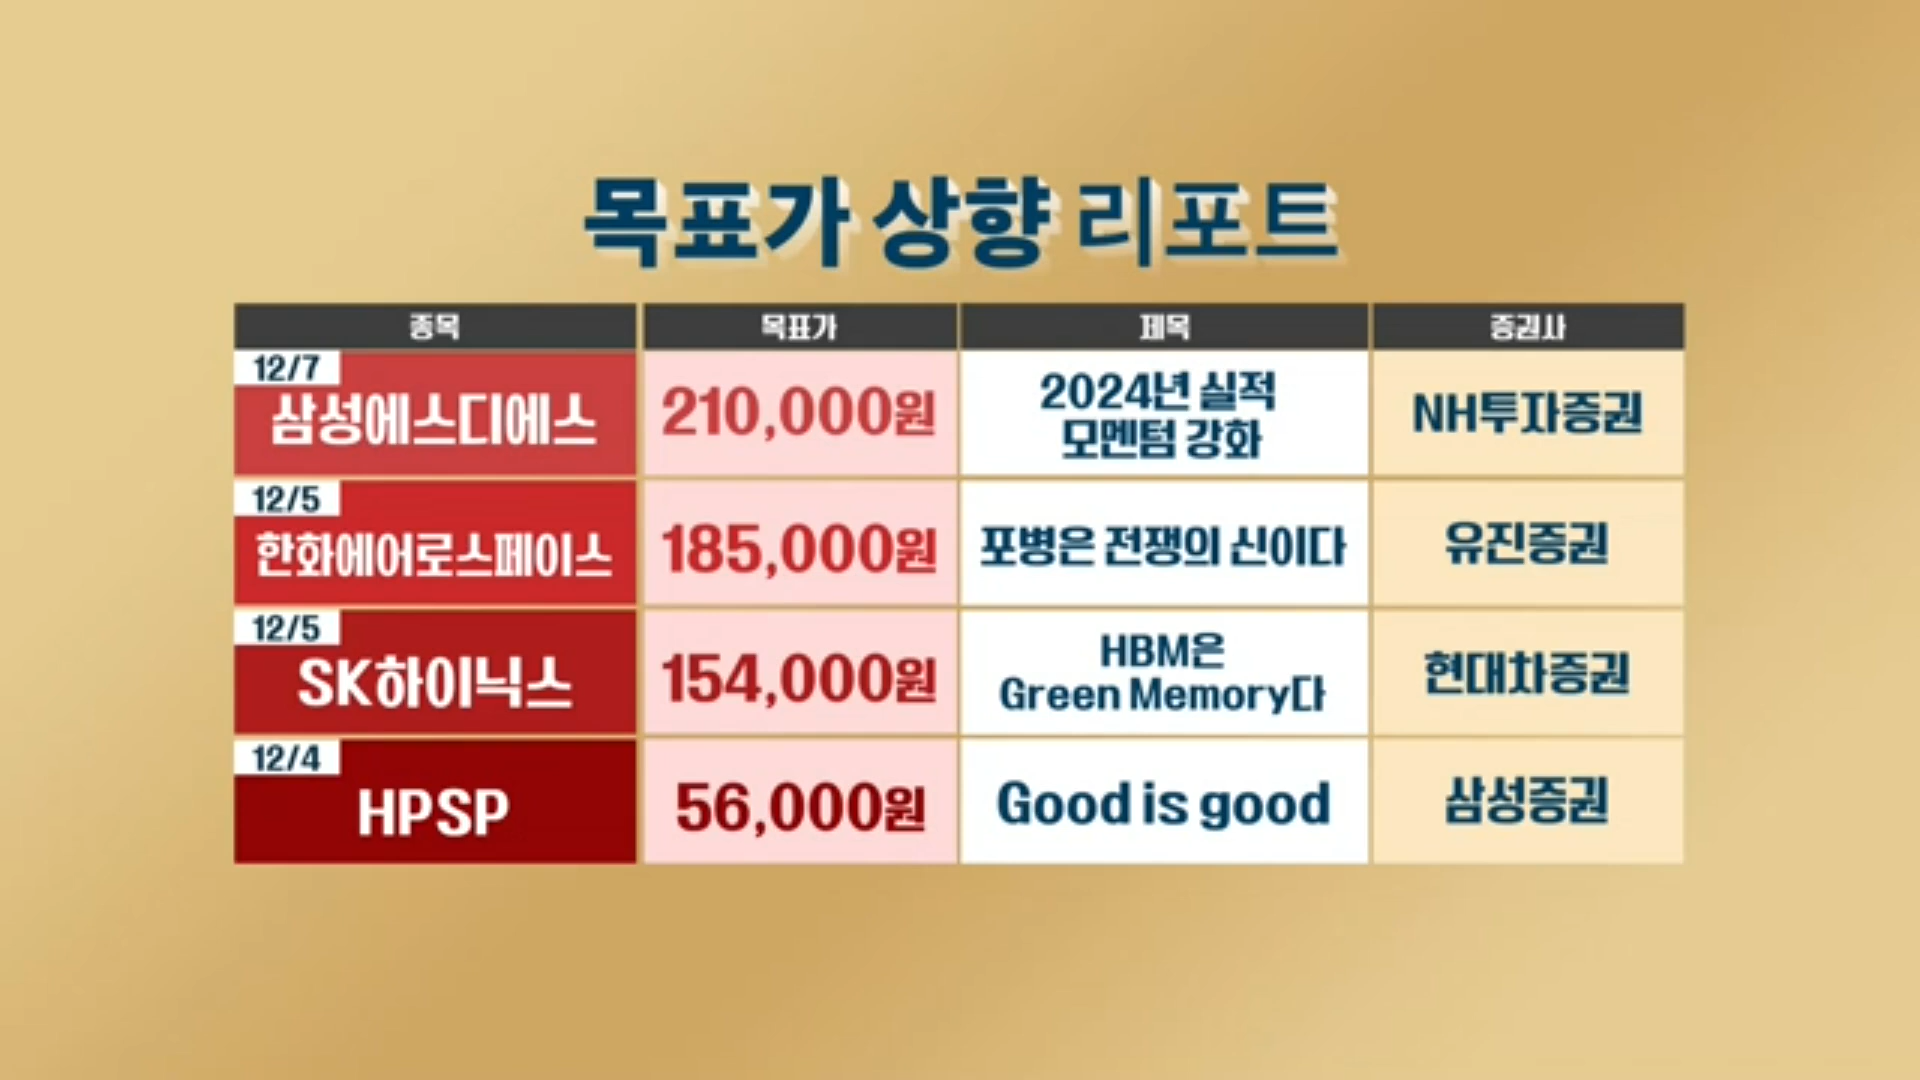 목표가 상향 리포트
종목 목표가 제목 증권사
12/7
삼성에스디에스 210,000원 2024년 실적
모멘텀 강화 NH투자증권
12/5
한화에어로스페이스 185,000원 포병은 전쟁의 신이다 유진증권
12/5
SK하이닉스 154,000원 HBM은
Green Memory다 현대차증권
12/4
HPSP 56,000원 Good is good 삼성증권